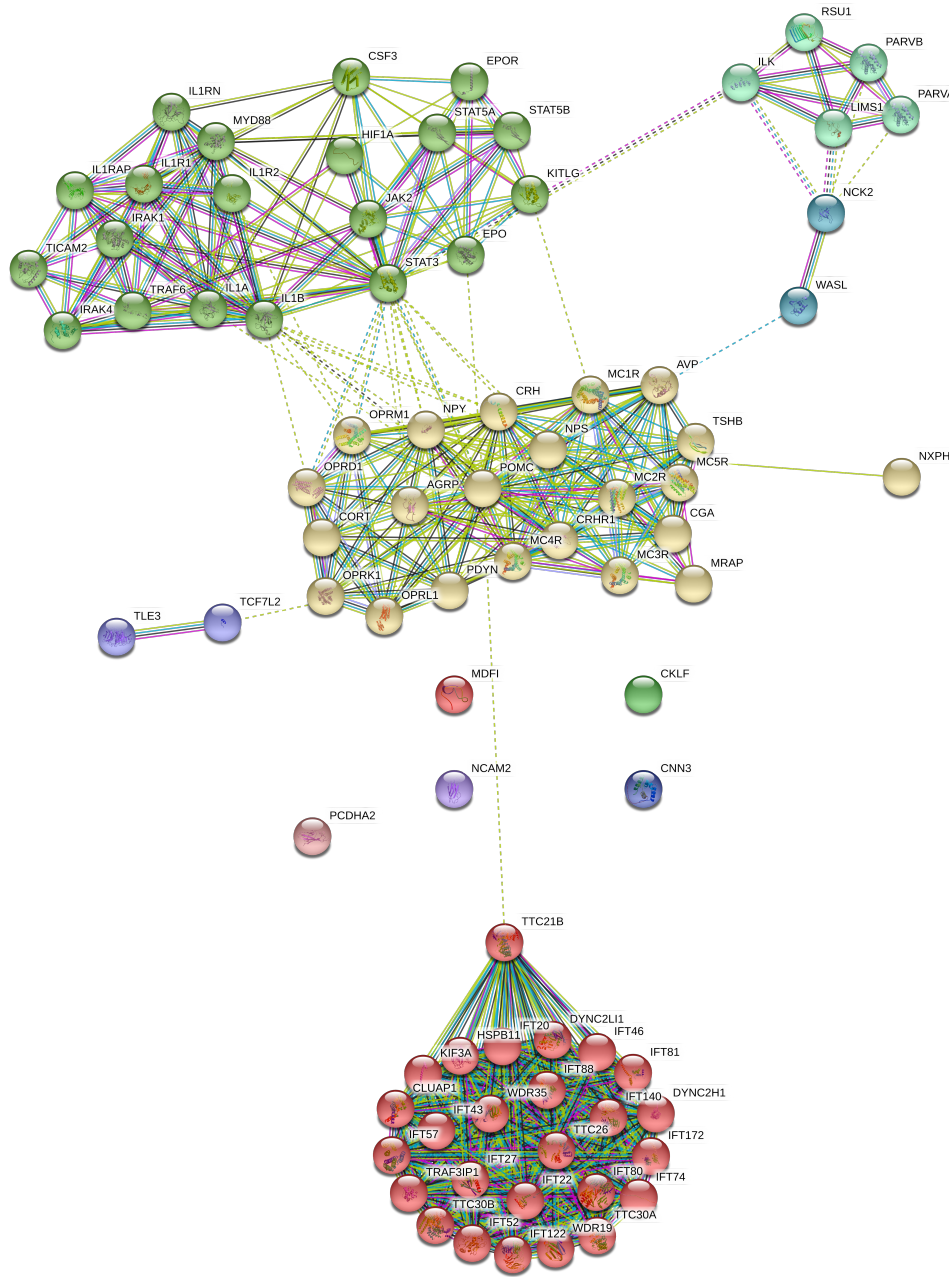 RSU1
CSF3
PARVB
EPOR
ILK
IL1RN
PARVA
LIMS1
STAT5A
STAT5B
MYD88
HIF1A
IL1RAP
IL1R1
IL1R2
KITLG
NCK2
JAK2
IRAK1
EPO
TICAM2
STAT3
WASL
TRAF6
IL1A
IL1B
IRAK4
AVP
MC1R
CRH
NPY
OPRM1
TSHB
NPS
NXPH
MC5R
OPRD1
POMC
MC2R
AGRP
CORT
CRHR1
CGA
MC4R
MC3R
MRAP
PDYN
OPRK1
OPRL1
TCF7L2
TLE3
MDFI
CKLF
NCAM2
CNN3
PCDHA2
TTC21B
DYNC2LI1
IFT20
HSPB11
IFT46
KIF3A
IFT81
IFT88
CLUAP1
WDR35
IFT140
DYNC2H1
IFT43
TTC26
IFT57
IFT172
IFT27
TRAF3IP1
IFT80
IFT74
IFT22
TTC30B
TTC30A
IFT52
WDR19
IFT122